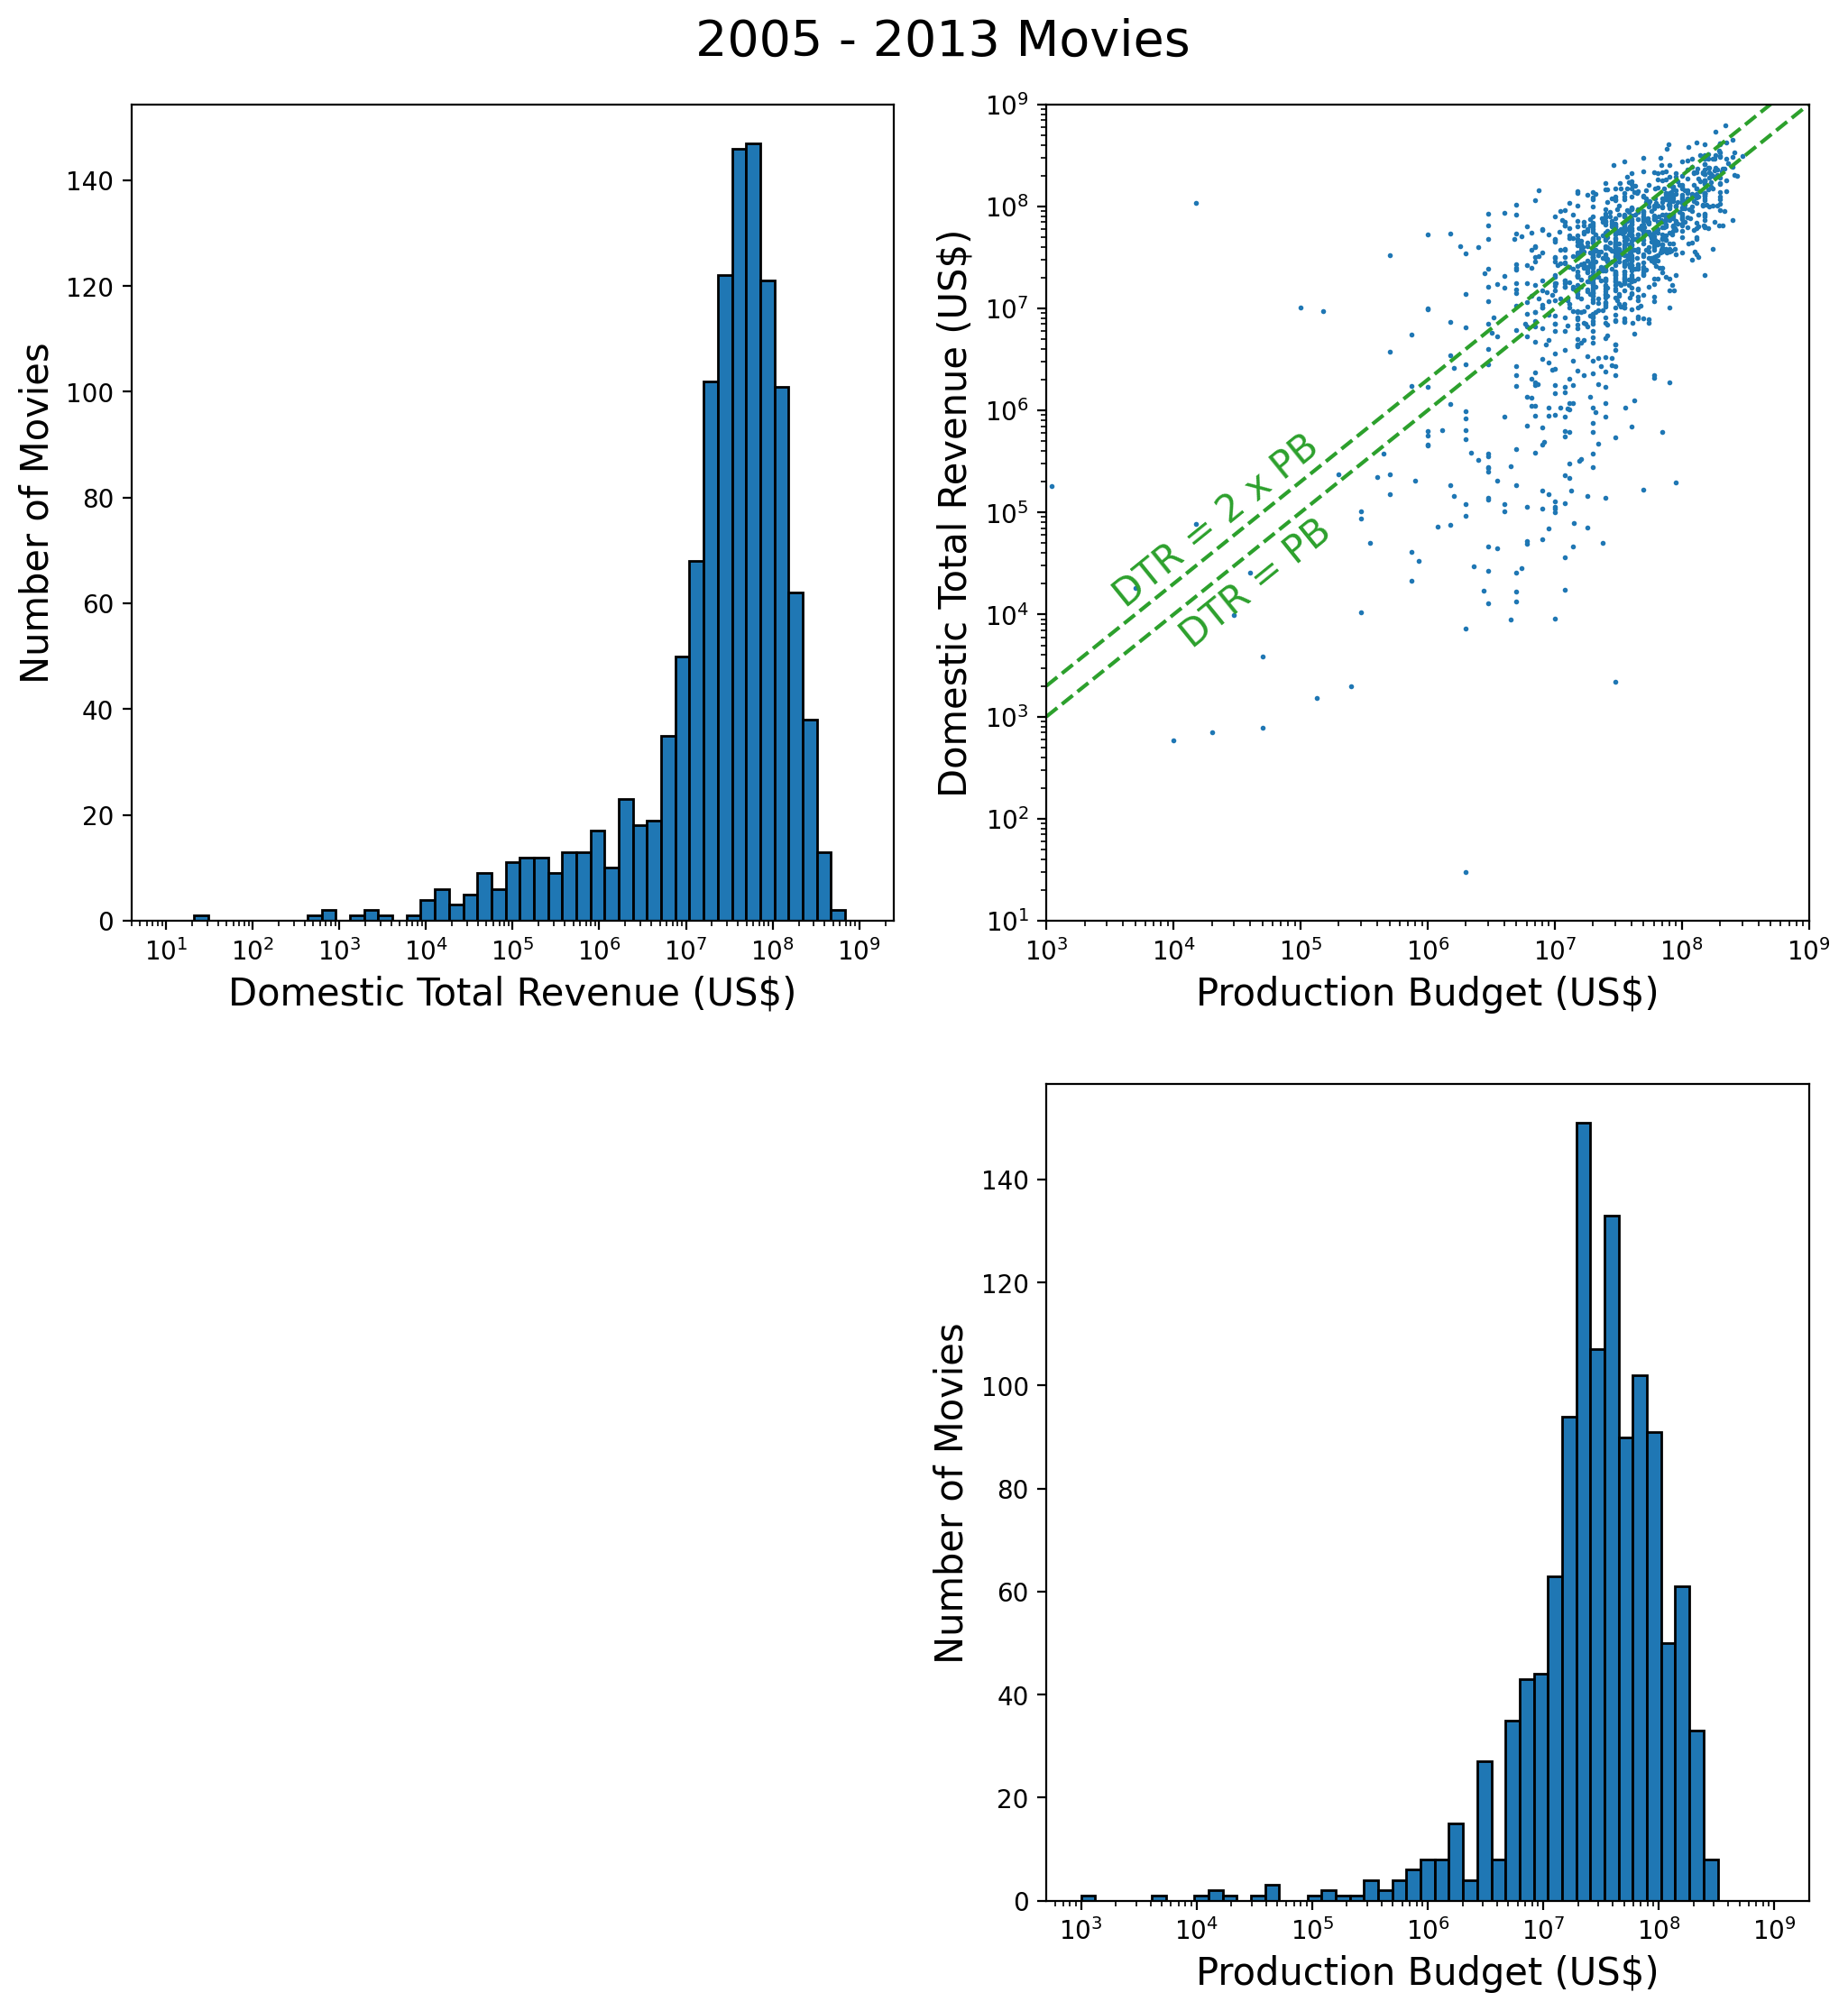 2005 - 2013 Movies
140
120
100
80
60
40
20
0
Number of Movies
10¹ 10² 10³ 10⁴ 10⁵ 10⁶ 10⁷ 10⁸ 10⁹
Domestic Total Revenue (US$)
10⁹
10⁸
10⁷
10⁶
10⁵
10⁴
10³
10²
10¹
Domestic Total Revenue (US$)
DTR = 2 x PB
DTR = PB
10³ 10⁴ 10⁵ 10⁶ 10⁷ 10⁸ 10⁹
Production Budget (US$)
140
120
100
80
60
40
20
0
Number of Movies
10³ 10⁴ 10⁵ 10⁶ 10⁷ 10⁸ 10⁹
Production Budget (US$)